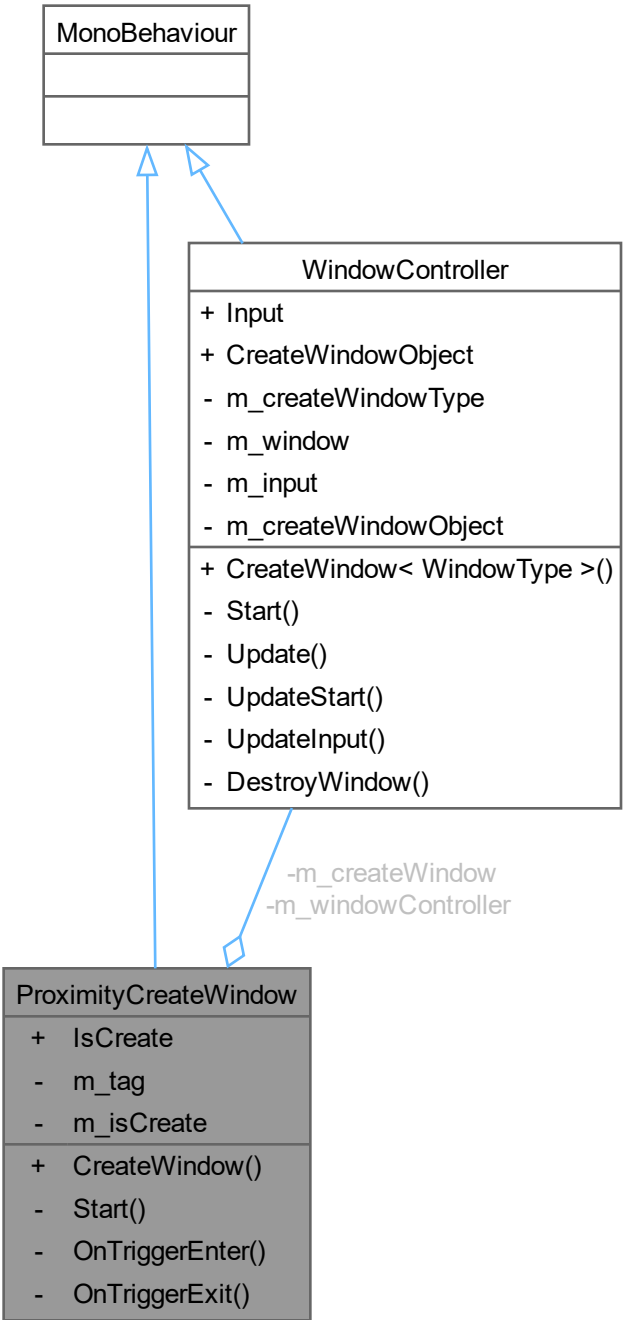 MonoBehaviour
WindowController
+ Input
+ CreateWindowObject
- m_createWindowType
- m_window
- m_input
- m_createWindowObject
+ CreateWindow< WindowType >()
- Start()
- Update()
- UpdateStart()
- UpdateInput()
- DestroyWindow()
-m_createWindow
-m_windowController
ProximityCreateWindow
+ IsCreate
- m_tag
- m_isCreate
+ CreateWindow()
- Start()
- OnTriggerEnter()
- OnTriggerExit()